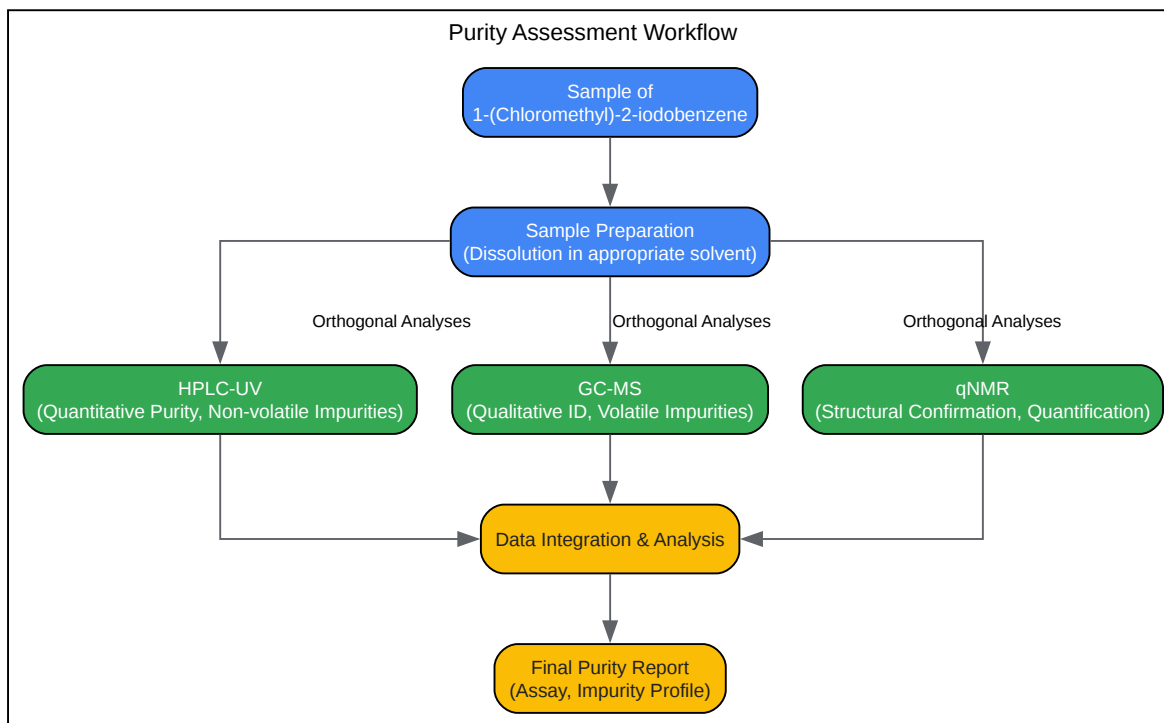 Purity Assessment Workflow
Sample of
1-(Chloromethyl)-2-iodobenzene
Sample Preparation
(Dissolution in appropriate solvent)
Orthogonal Analyses
Orthogonal Analyses
Orthogonal Analyses
HPLC-UV
(Quantitative Purity, Non-volatile Impurities)
GC-MS
(Qualitative ID, Volatile Impurities)
qNMR
(Structural Confirmation, Quantification)
Data Integration & Analysis
Final Purity Report
(Assay, Impurity Profile)